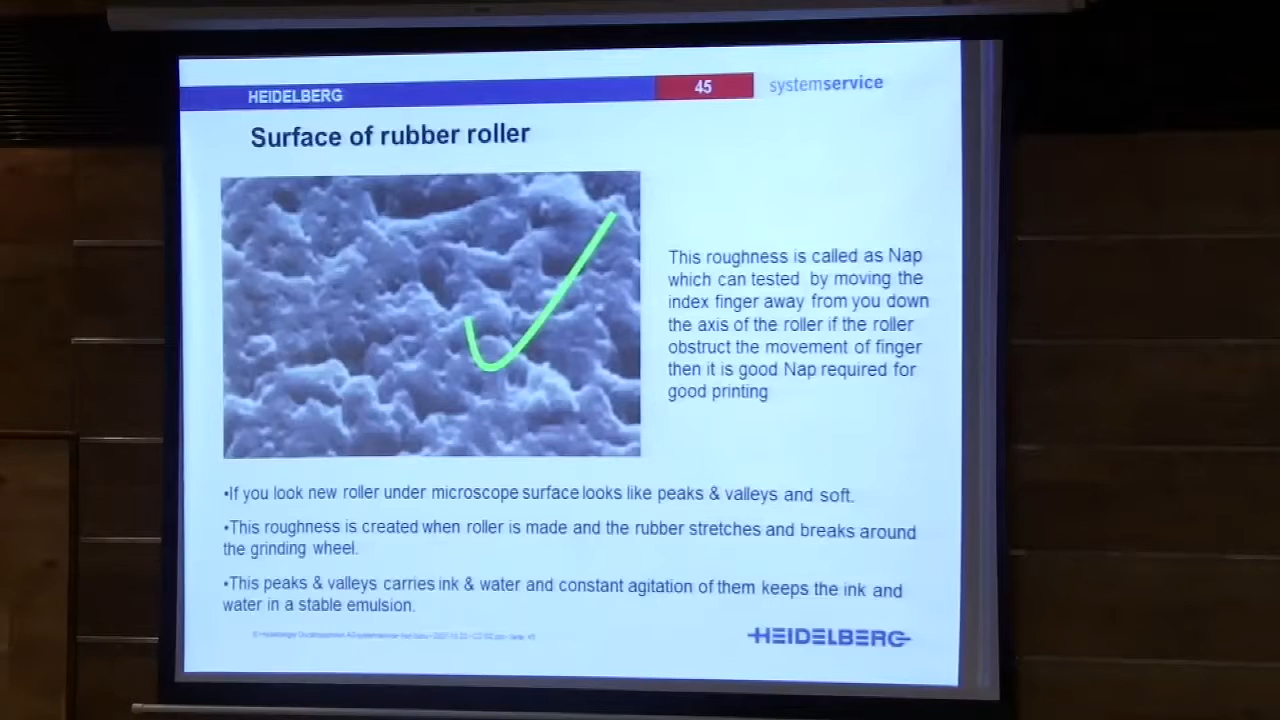 HEIDELBERG
45
systemservice
Surface of rubber roller
This roughness is called as Nap
which can tested by moving the
index finger away from you down
the axis of the roller if the roller
obstruct the movement of finger
then it is good Nap required for
good printing
•If you look new roller under microscope surface looks like peaks & valleys and soft.
•This roughness is created when roller is made and the rubber stretches and breaks around
the grinding wheel.
•This peaks & valleys carries ink & water and constant agitation of them keeps the ink and
water in a stable emulsion.
HEIDELBERG